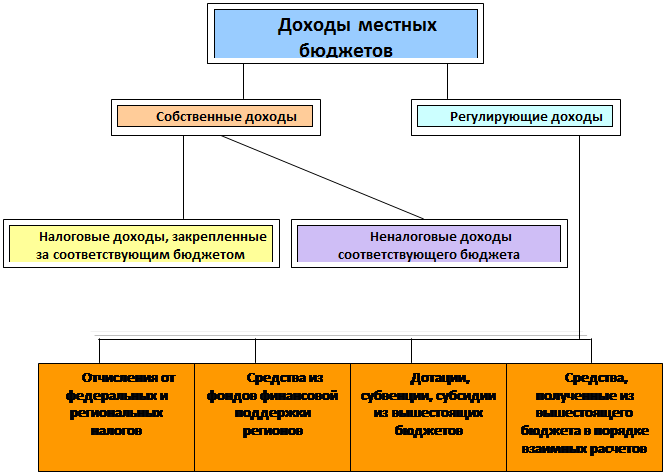 Доходы местных
бюджетов
Собственные доходы
Регулирующие доходы
Налоговые доходы, закрепленные
за соответствующим бюджетом
Неналоговые доходы
соответствующего бюджета
Отчисления от
федеральных и
региональных
налогов
Средства из
фондов финансовой
поддержки
регионов
Дотации,
субвенции, субсидии
из вышестоящих
бюджетов
Средства,
полученные из
вышестоящего
бюджета в порядке
взаимных расчетов